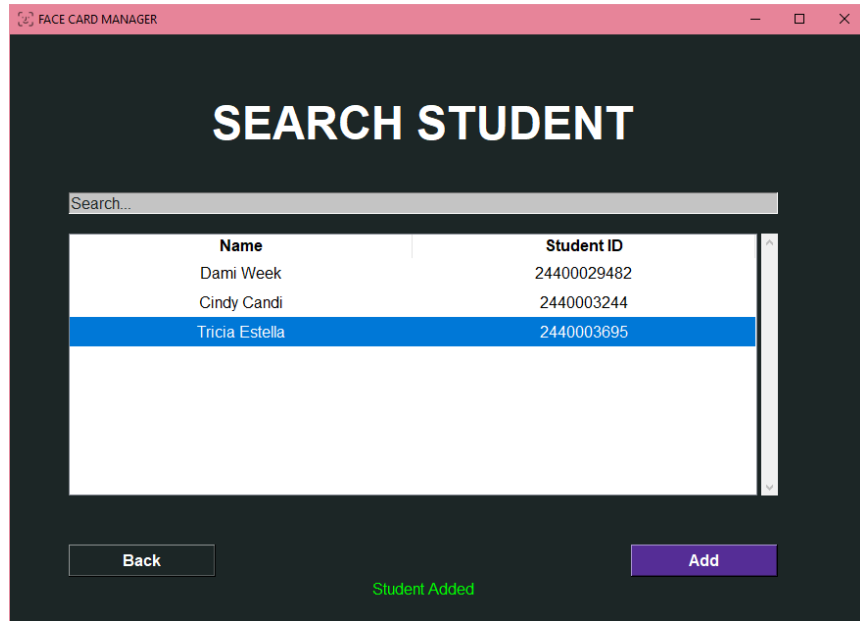 FACE CARD MANAGER
SEARCH STUDENT
Search...
Name Student ID
Dami Week 24400029482
Cindy Candi 2440003244
Tricia Estella 2440003695
Back Add
Student Added